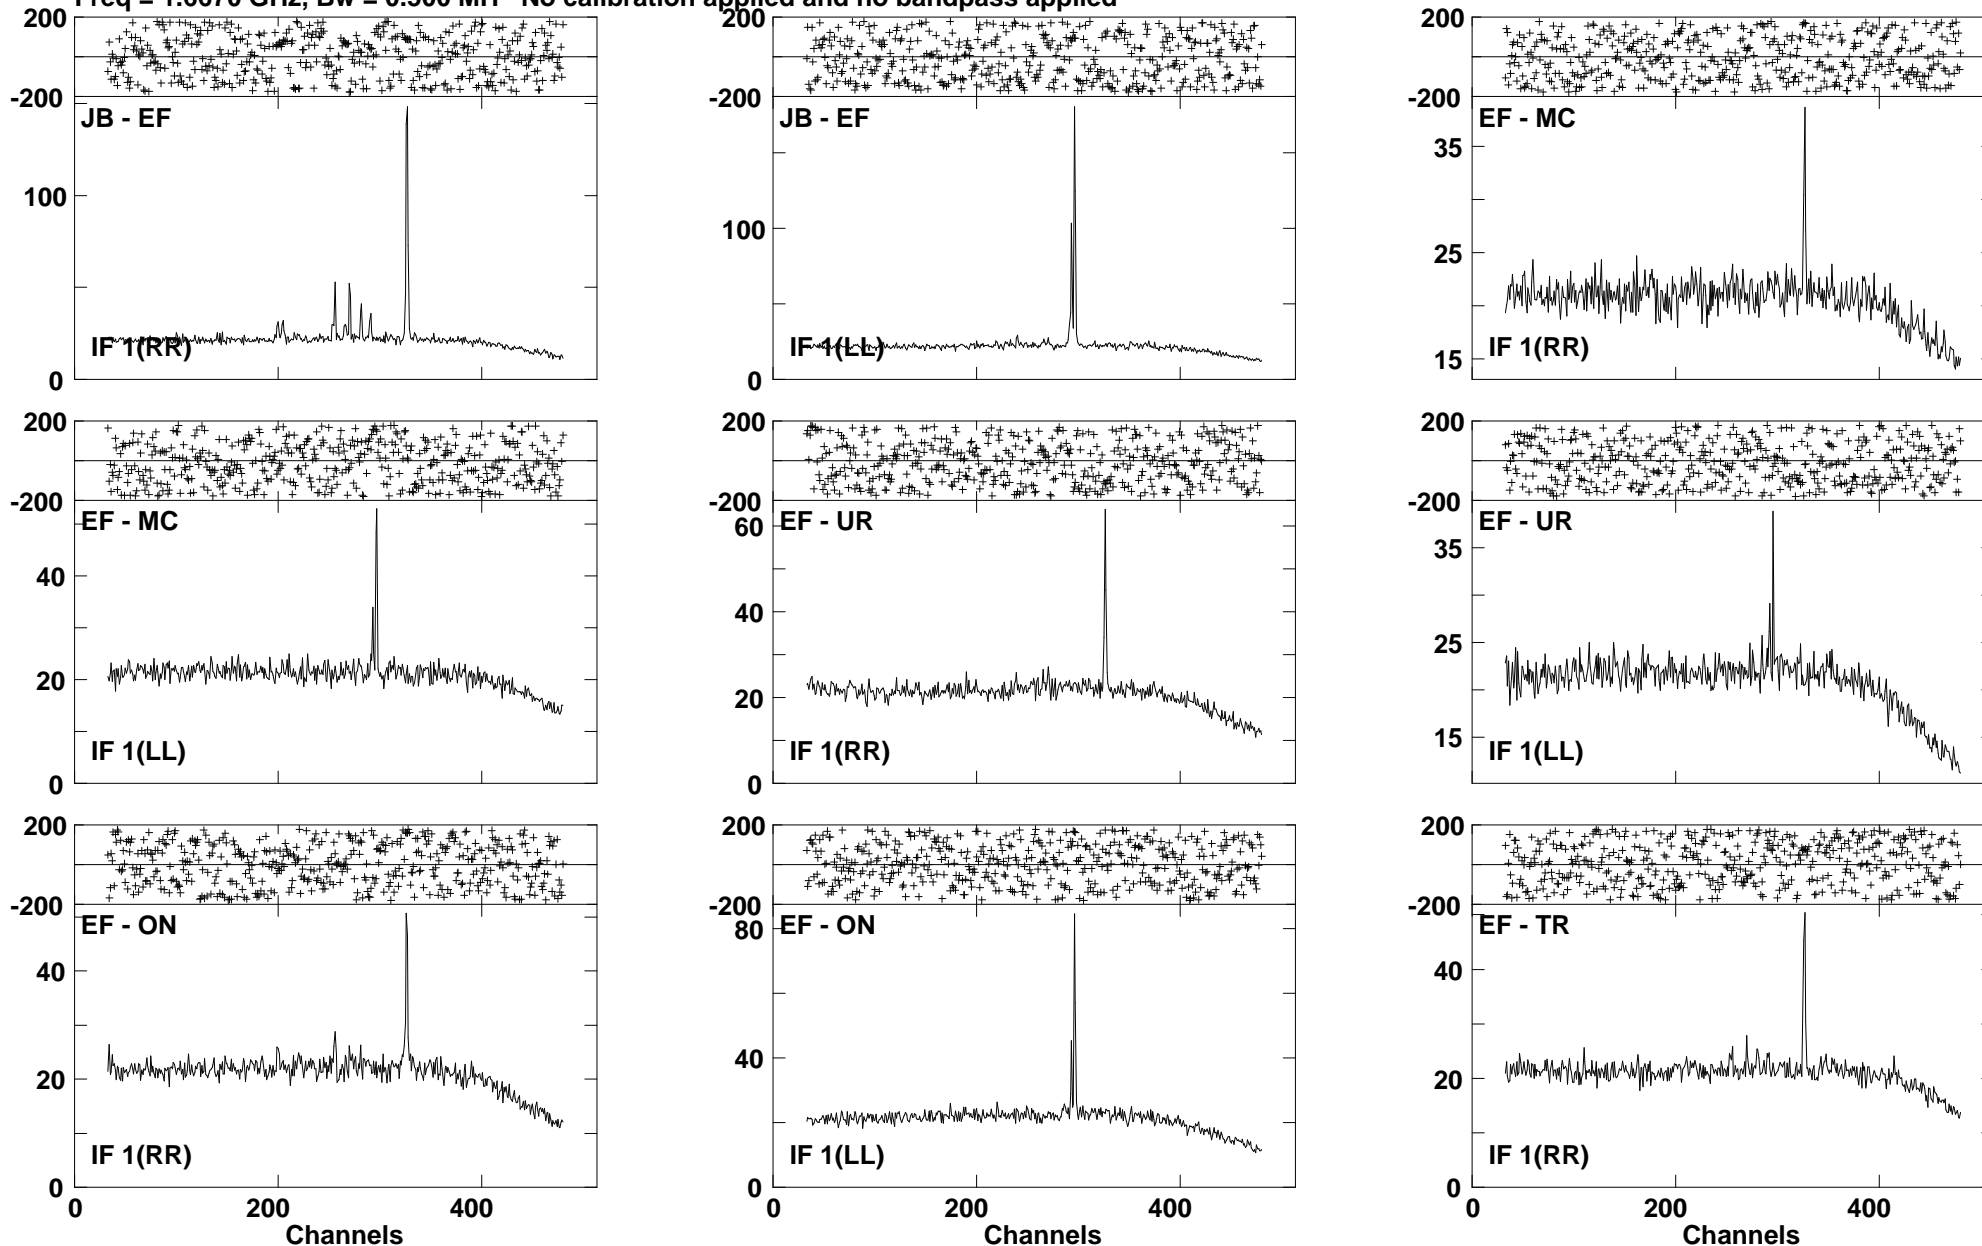 Freq = 1.6670 GHz, Bw = 0.500 MH No calibration applied and no bandpass applied
200 200 200
-200 -200 -200
JB - EF JB - EF EF - MC
35
100 100
25
IF 1(RR) IF 1(LL) IF 1(RR)
15
0 0
200 200 200
-200 -200 -200
EF - MC EF - UR EF - UR
60
35
40 40
25
20 20
15
IF 1(LL) IF 1(RR) IF 1(LL)
0 0
200 200 200
-200 -200 -200
EF - ON EF - ON EF - TR
80
40 40
40
20 20
IF 1(RR) IF 1(LL) IF 1(RR)
0 0 0
0 200 400 0 200 400 0 200 400
Channels Channels Channels